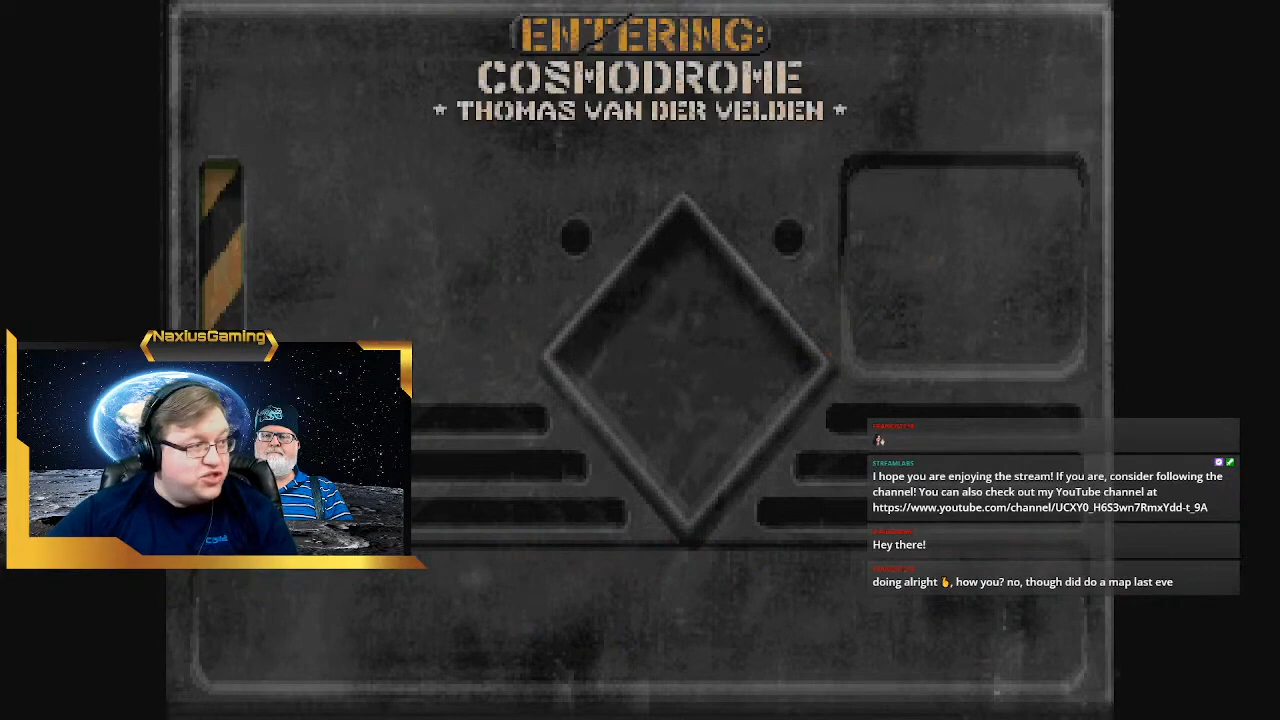 ENTERING:
COSMODROME
* THOMAS VAN DER VELDEN *
NaxiusGaming
STREAMLABS
I hope you are enjoying the stream! If you are, consider following the
channel! You can also check out my YouTube channel at
https://www.youtube.com/channel/UCXY0_H6S3wn7RmxYdd-t_9A
Hey there!
doing alright 🫰, how you? no, though did do a map last eve